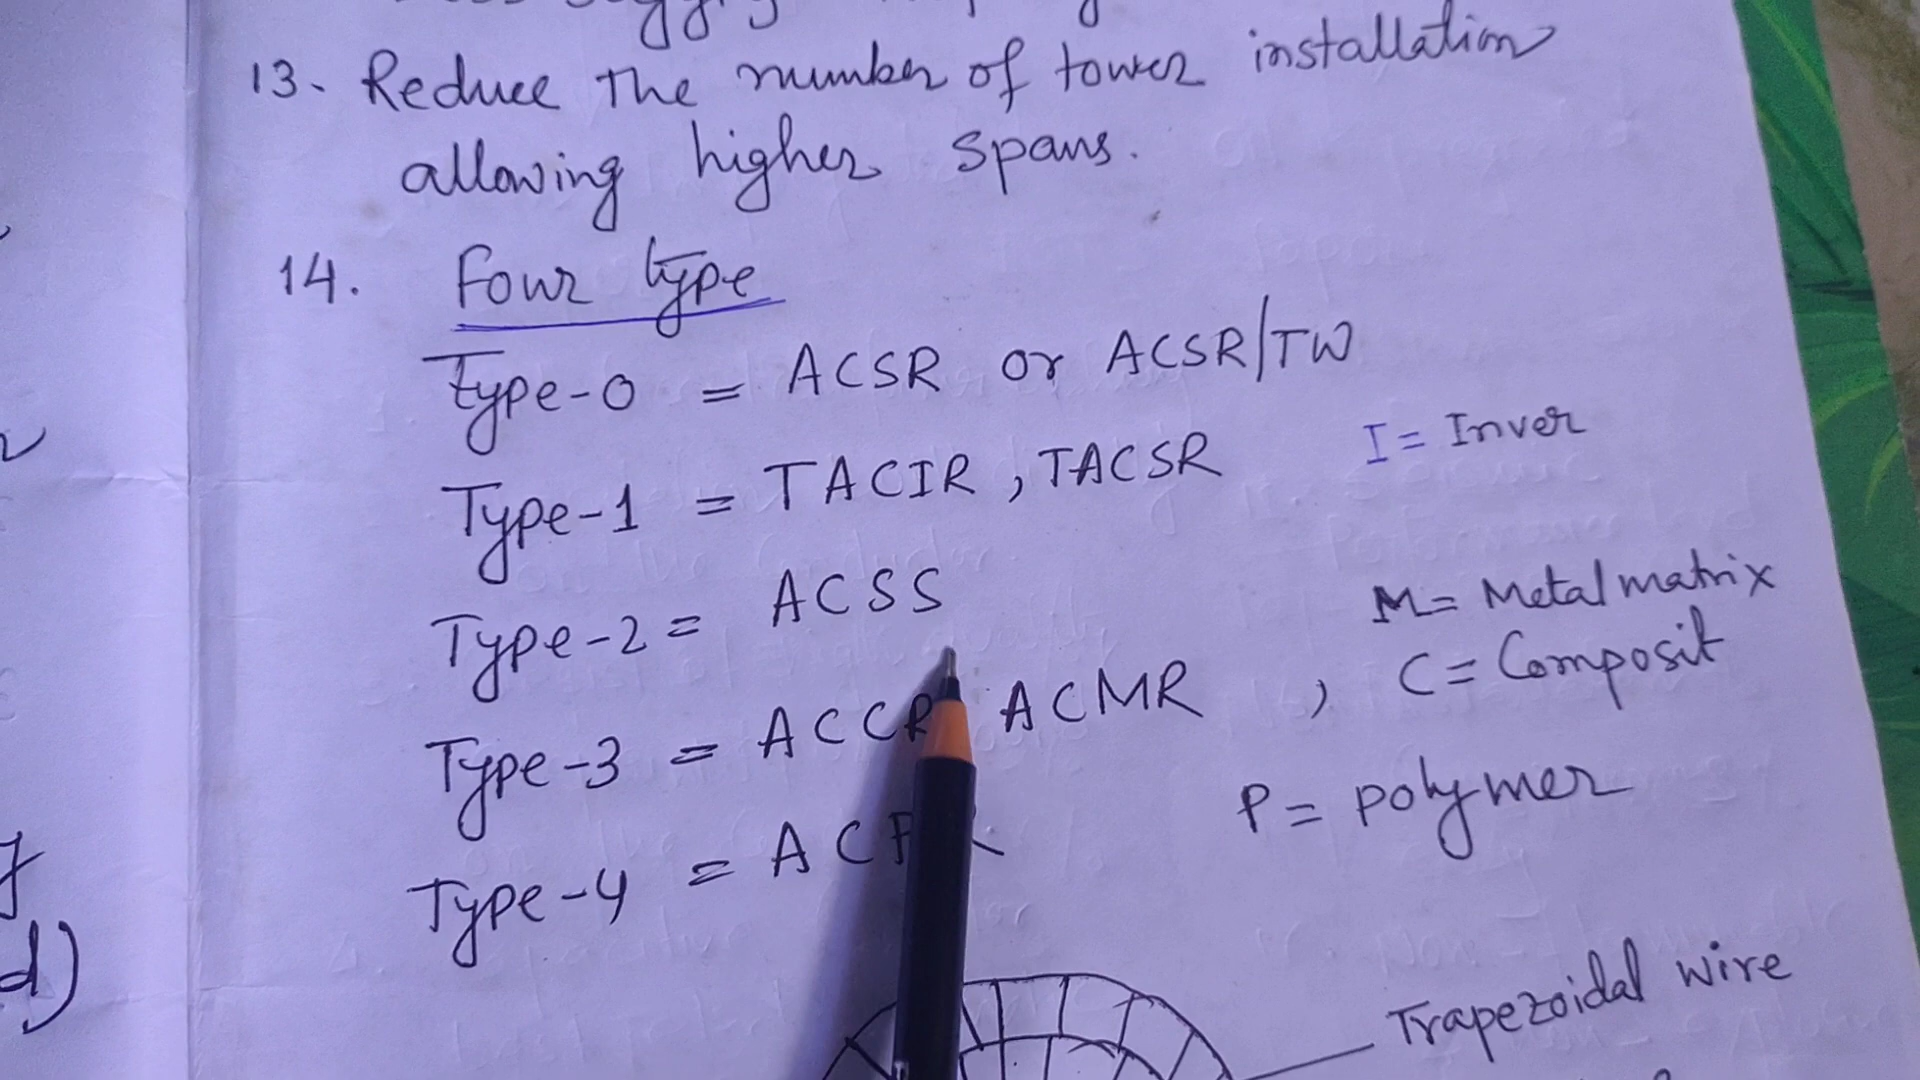 13. Reduce The number of tower installation
allowing higher spans.
14. Four type
Type-0 = ACSR or ACSR/TW
Type-1 = TACIR, TACSR I = Inver
Type-2 = ACSS
M = Metal matrix
Type-3 = ACCR ACMR , C = Composit
Type-4 = P = polymer
Trapezoidal wire
d)